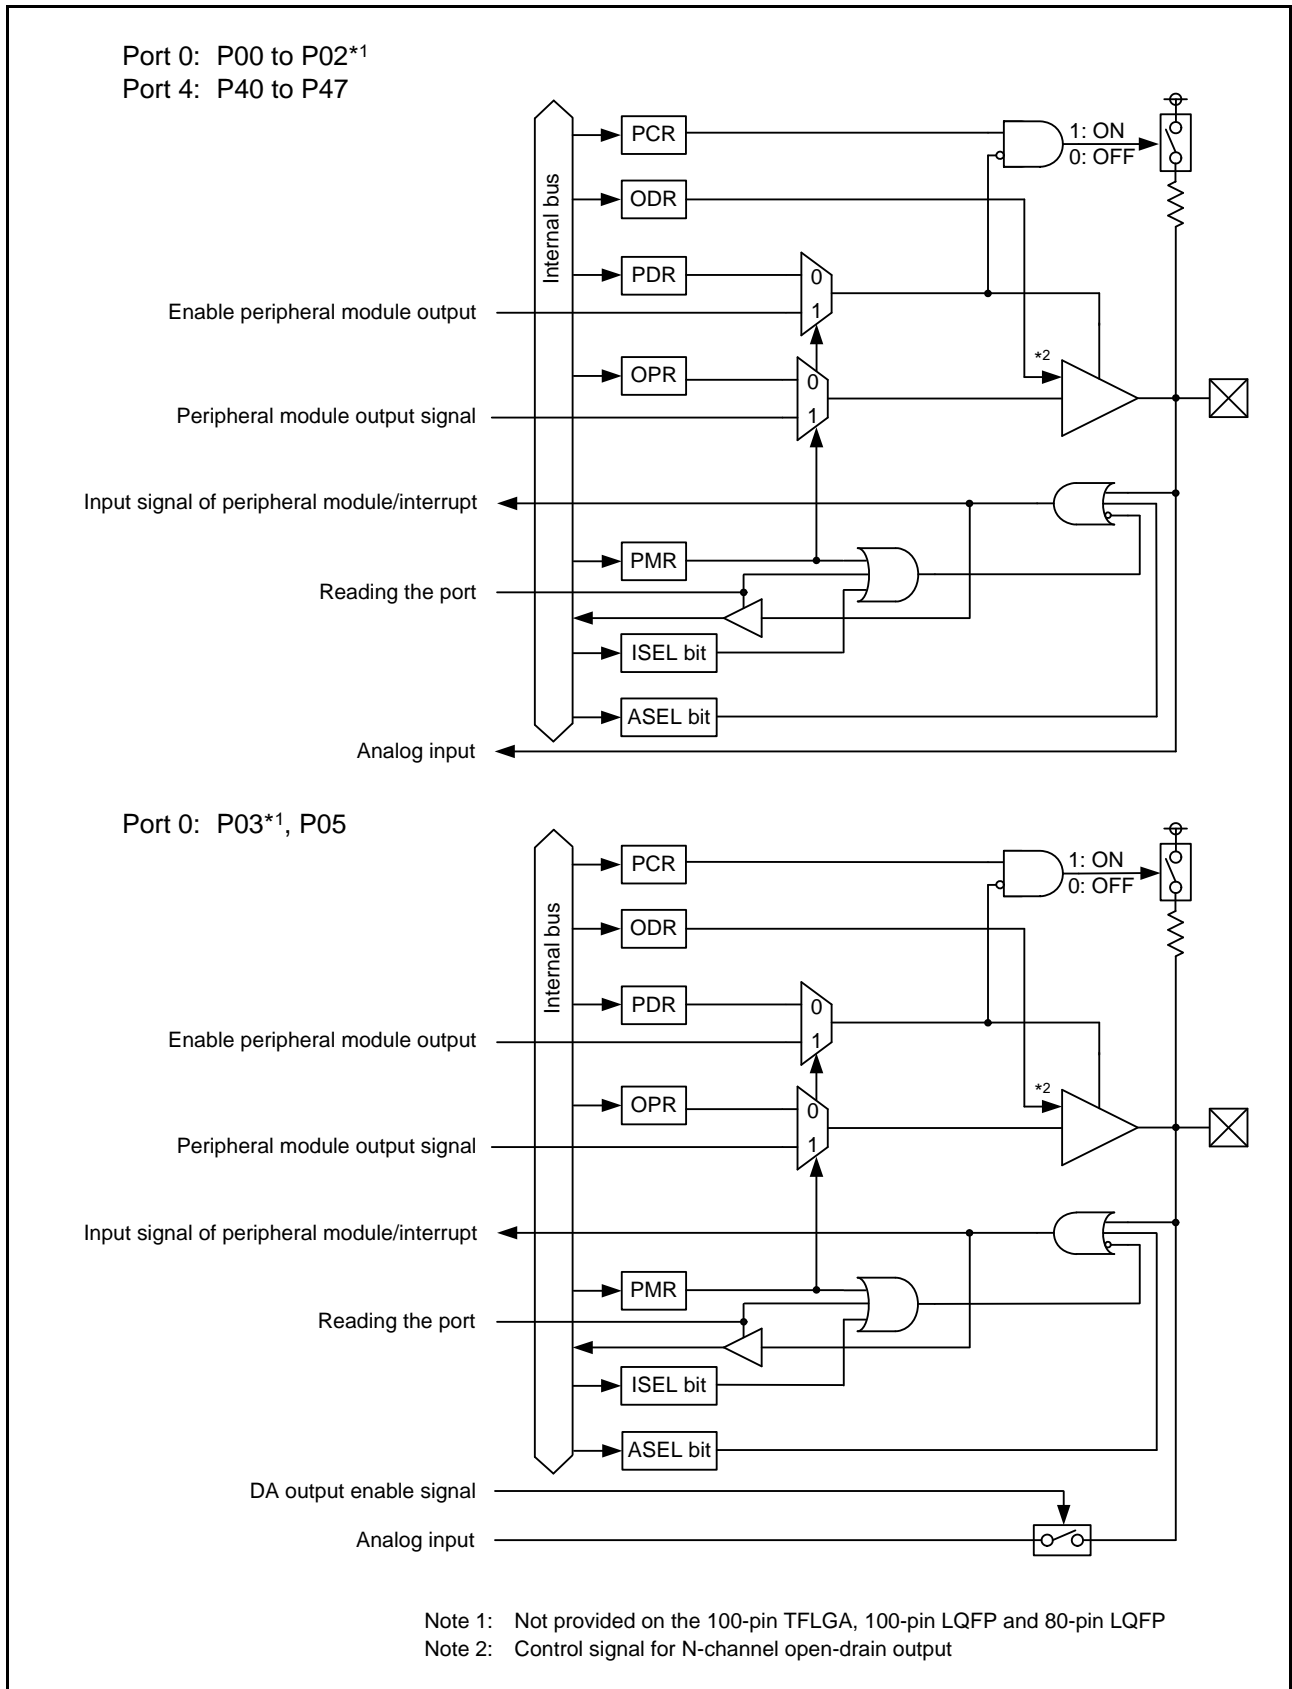 Port 0: P00 to P02*1
Port 4: P40 to P47
Internal bus
PCR
1: ON
0: OFF
ODR
PDR
0
1
Enable peripheral module output
*2
OPR
0
1
Peripheral module output signal
Input signal of peripheral module/interrupt
PMR
Reading the port
ISEL bit
ASEL bit
Analog input
Port 0: P03*1, P05
Internal bus
PCR
1: ON
0: OFF
ODR
PDR
0
1
Enable peripheral module output
*2
OPR
0
1
Peripheral module output signal
Input signal of peripheral module/interrupt
PMR
Reading the port
ISEL bit
ASEL bit
DA output enable signal
Analog input
Note 1: Not provided on the 100-pin TFLGA, 100-pin LQFP and 80-pin LQFP
Note 2: Control signal for N-channel open-drain output